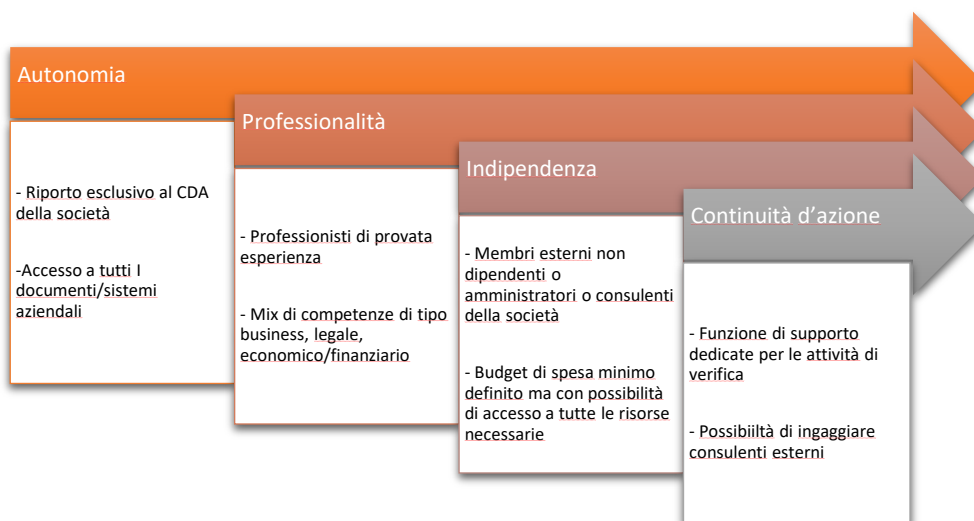 Autonomia
- Riporto esclusivo al CDA
della società
-Accesso a tutti I
documenti/sistemi
aziendali
Professionalità
- Professionisti di provata
esperienza
- Mix di competenze di tipo
business, legale,
economico/finanziario
Indipendenza
- Membri esterni non
dipendenti o
amministratori o consulenti
della società
- Budget di spesa minimo
definito ma con possibilità
di accesso a tutte le risorse
necessarie
Continuità d’azione
- Funzione di supporto
dedicate per le attività di
verifica
- Possibiiltà di ingaggiare
consulenti esterni